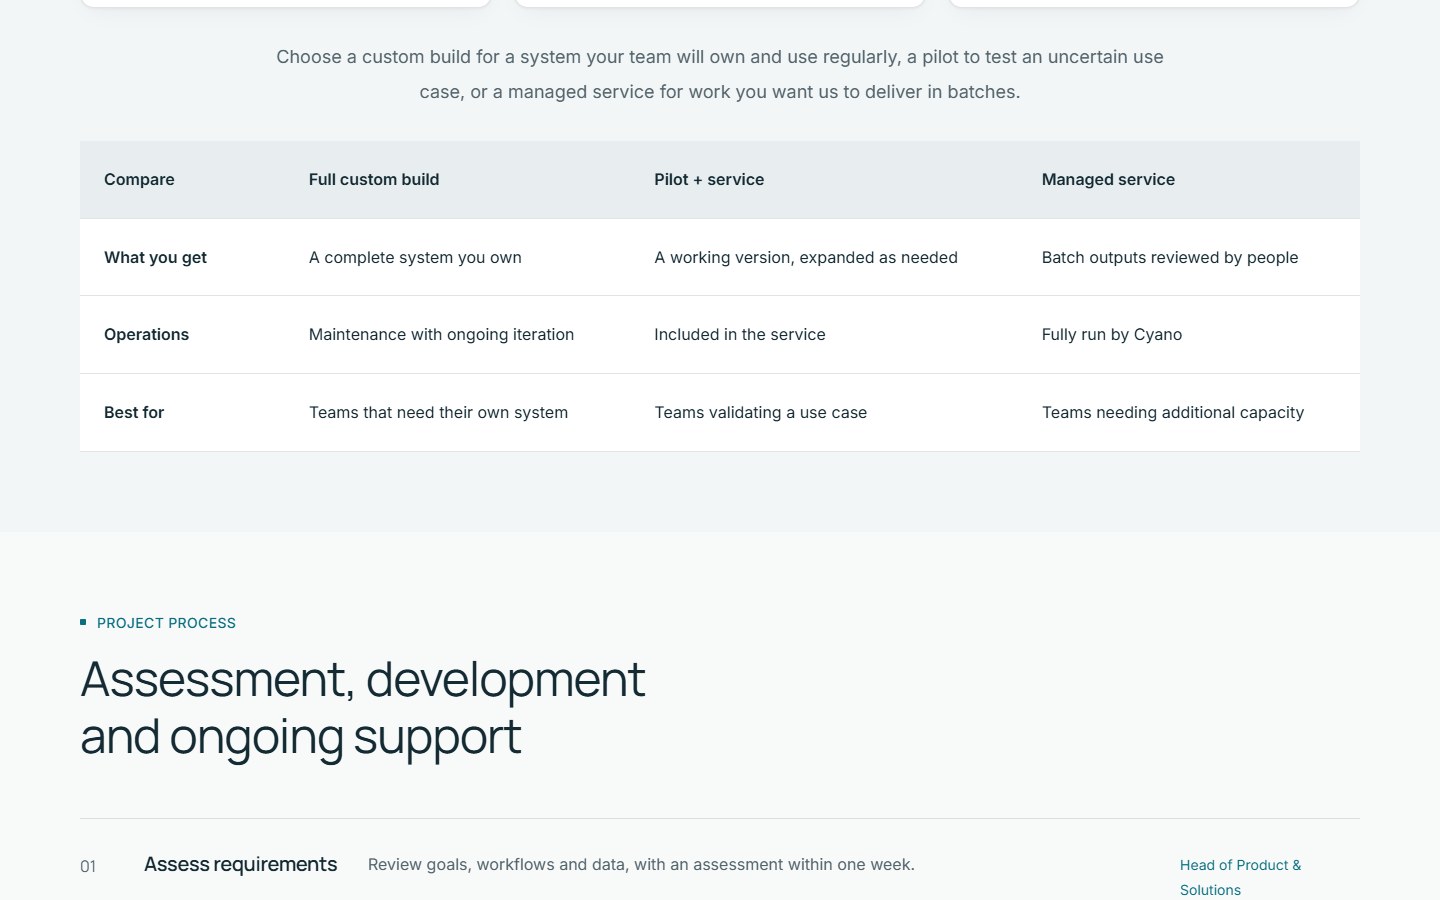 Choose a custom build for a system your team will own and use regularly, a pilot to test an uncertain use
case, or a managed service for work you want us to deliver in batches.
Compare Full custom build Pilot + service Managed service
What you get A complete system you own A working version, expanded as needed Batch outputs reviewed by people
Operations Maintenance with ongoing iteration Included in the service Fully run by Cyano
Best for Teams that need their own system Teams validating a use case Teams needing additional capacity
PROJECT PROCESS
Assessment, development
and ongoing support
01 Assess requirements Review goals, workflows and data, with an assessment within one week. Head of Product &
Solutions